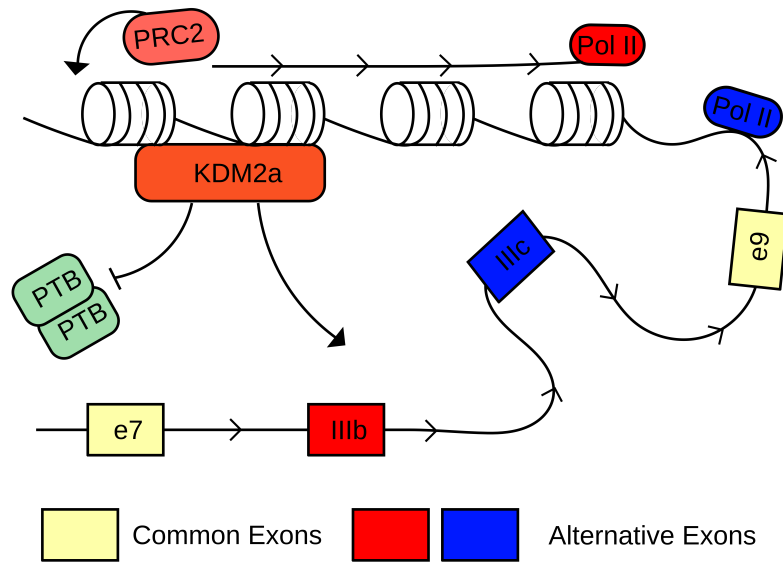 PRC2
Pol II
Pol II
KDM2a
IIIc
e9
PTB
PTB
e7
IIIb
Common Exons
Alternative Exons